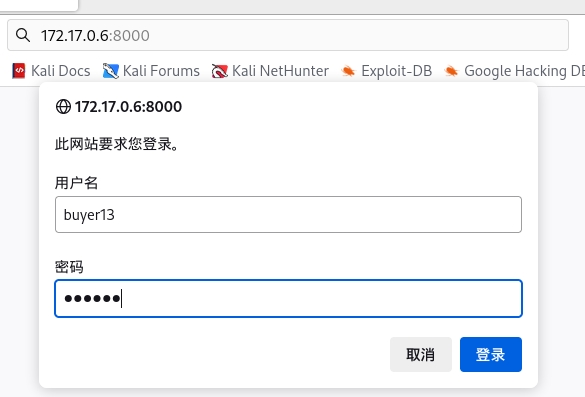 172.17.0.6:8000
Kali Docs Kali Forums Kali NetHunter Exploit-DB Google Hacking DB
172.17.0.6:8000
此网站要求您登录。
用户名
buyer13
密码
••••••
取消 登录